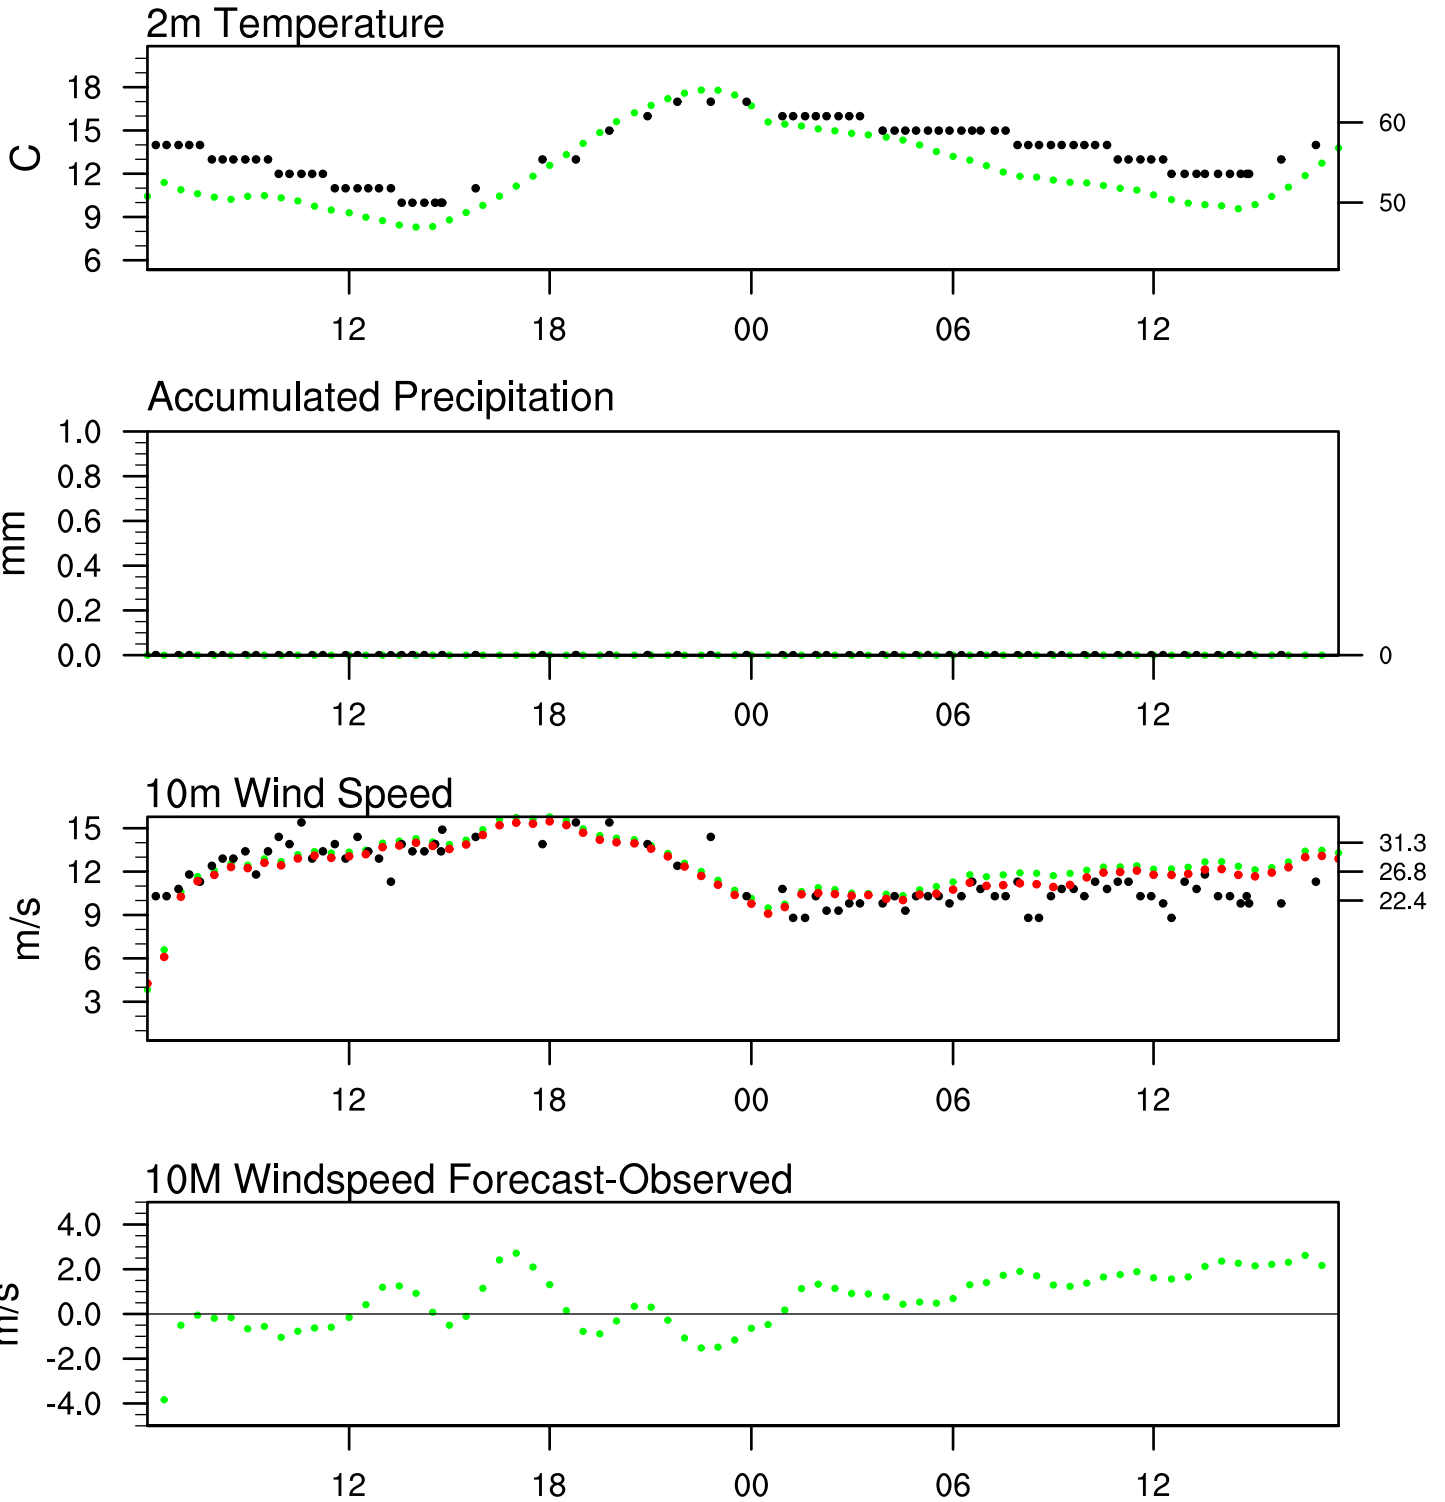 2m Temperature
18
15
12
9
6
C
60
50
12 18 00 06 12
Accumulated Precipitation
1.0
0.8
0.6
0.4
0.2
0.0
mm
0
12 18 00 06 12
10m Wind Speed
15
12
9
6
3
m/s
31.3
26.8
22.4
12 18 00 06 12
10M Windspeed Forecast-Observed
4.0
2.0
0.0
-2.0
-4.0
m/s
12 18 00 06 12